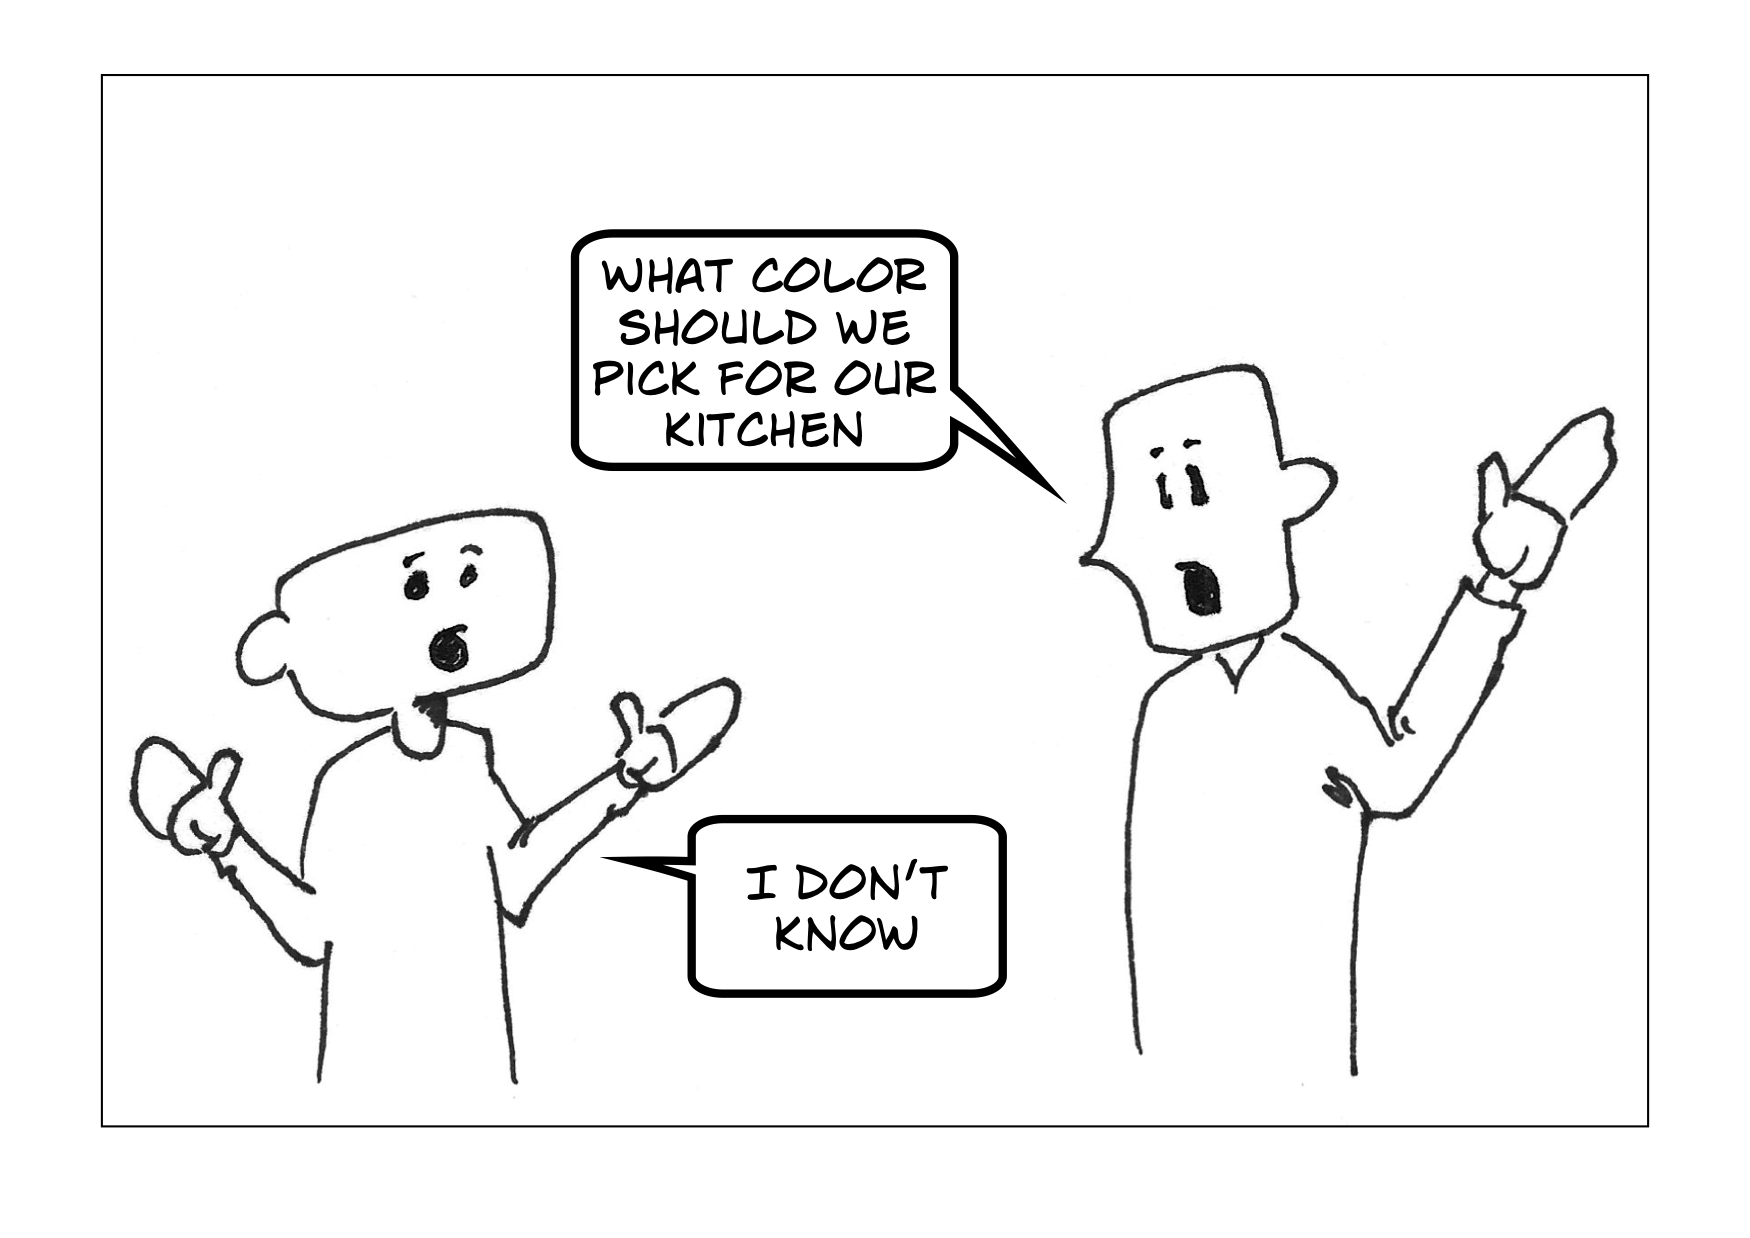 WHAT COLOR
SHOULD WE
PICK FOR OUR
KITCHEN
I DON'T
KNOW